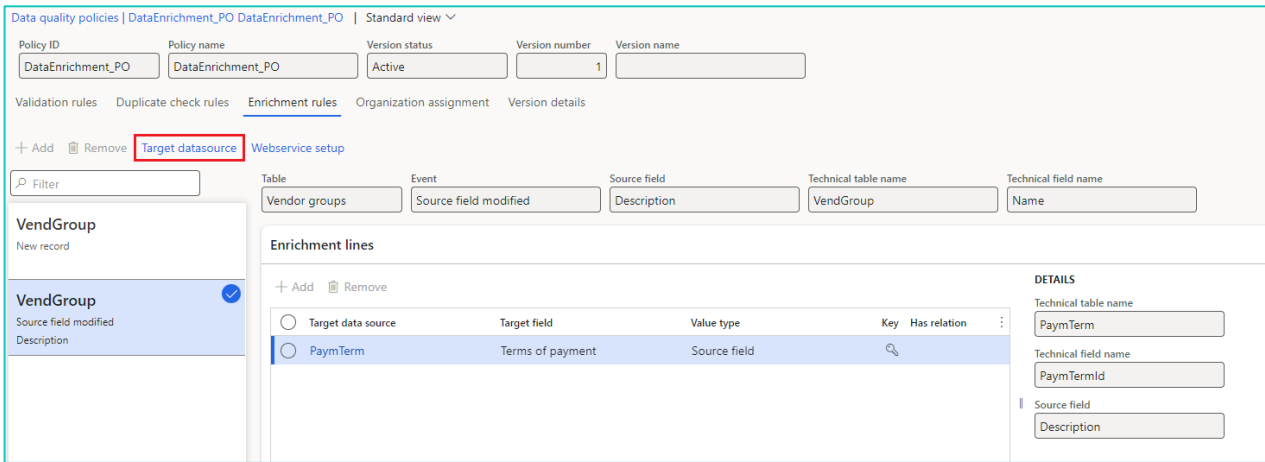 Data quality policies | DataEnrichment_PO DataEnrichment_PO | Standard view
Policy ID Policy name Version status Version number Version name
DataEnrichment_PO DataEnrichment_PO Active 1
Validation rules Duplicate check rules Enrichment rules Organization assignment Version details
+ Add Remove Target datasource Webservice setup
Filter
Table Event Source field Technical table name Technical field name
Vendor groups Source field modified Description VendGroup Name
VendGroup
New record
VendGroup
Source field modified
Description
Enrichment lines
+ Add Remove
Target data source Target field Value type Key Has relation
PaymTerm Terms of payment Source field
DETAILS
Technical table name
PaymTerm
Technical field name
PaymTermId
Source field
Description